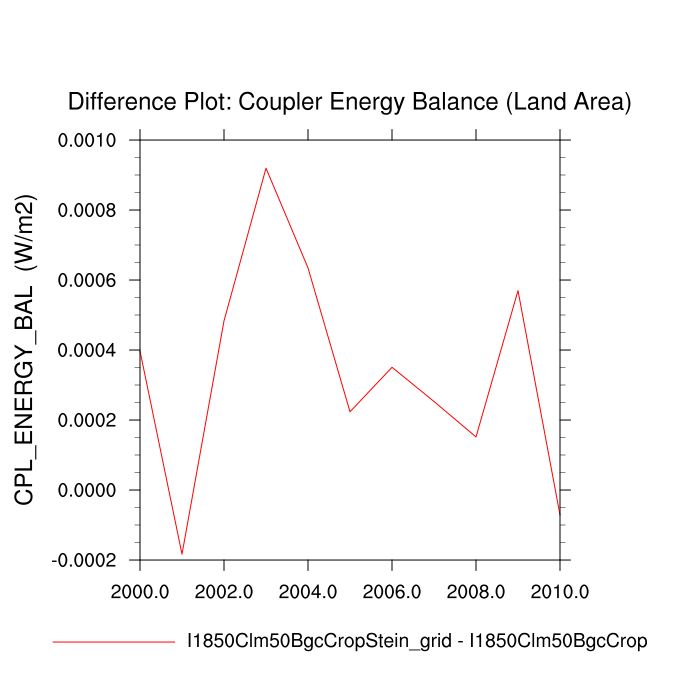 Difference Plot: Coupler Energy Balance (Land Area)
CPL_ENERGY_BAL (W/m2)
0.0010
0.0008
0.0006
0.0004
0.0002
0.0000
-0.0002
2000.0 2002.0 2004.0 2006.0 2008.0 2010.0
I1850Clm50BgcCropStein_grid - I1850Clm50BgcCrop